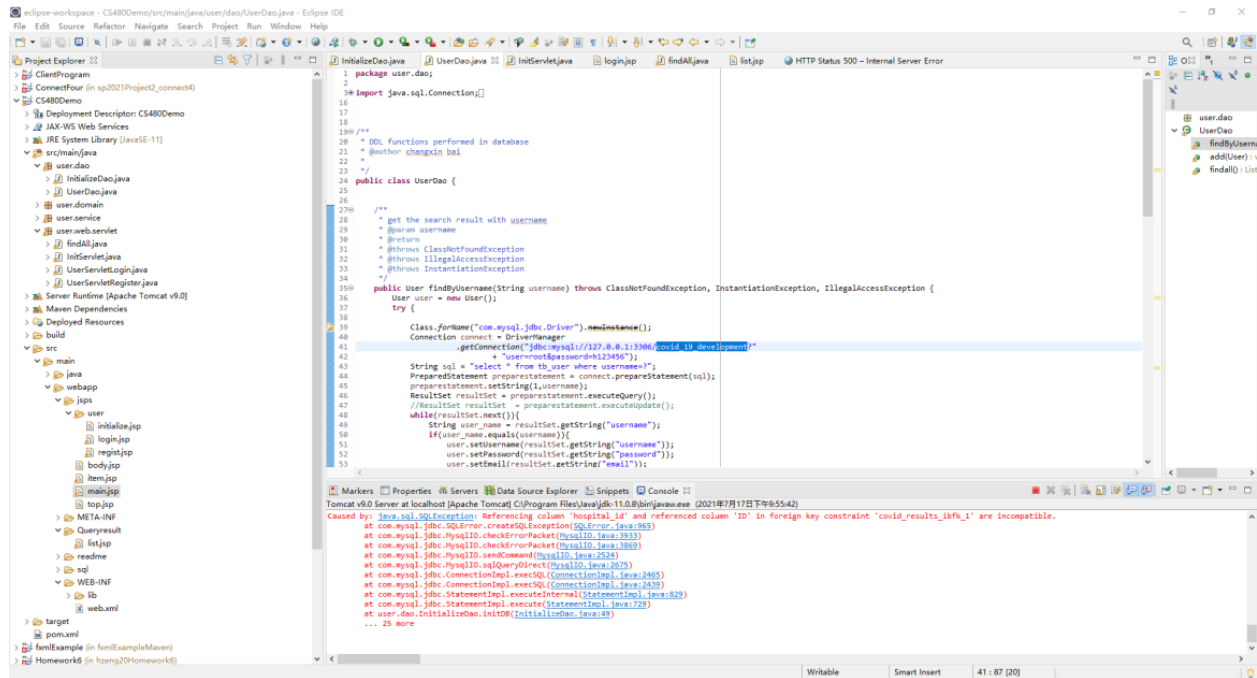 eclipse-workspace - CS480Demo/src/main/java/user/dao/UserDao.java - Eclipse IDE
File Edit Source Refactor Navigate Search Project Run Window Help
Project Explorer
ClientProgram
ConnectFour (in sp2021Project2_connect4)
CS480Demo
Deployment Descriptor: CS480Demo
JAX-WS Web Services
JRE System Library [JavaSE-11]
src/main/java
user.dao
InitializeDao.java
UserDao.java
user.domain
user.service
user.web.servlet
findAll.java
InitServlet.java
UserServletLogin.java
UserServletRegister.java
Server Runtime [Apache Tomcat v9.0]
Maven Dependencies
Deployed Resources
build
src
main
java
webapp
jsps
user
initialize.jsp
login.jsp
regist.jsp
body.jsp
item.jsp
main.jsp
top.jsp
META-INF
Queryresult
list.jsp
readme
sql
WEB-INF
lib
web.xml
target
pom.xml
fxmlExample (in fxmlExampleMaven)
Homework6 (in hzeng20Homework6)
InitializeDao.java UserDao.java InitServlet.java login.jsp findAll.java list.jsp HTTP Status 500 – Internal Server Error
1 package user.dao;
2
3 import java.sql.Connection;
16
17
18
19 /**
20 * DDL functions performed in database
21 * @author changxin bai
22 *
23 */
24 public class UserDao {
25
26
27 /**
28 * get the search result with username
29 * @param username
30 * @return
31 * @throws ClassNotFoundException
32 * @throws IllegalAccessException
33 * @throws InstantiationException
34 */
35 public User findByUsername(String username) throws ClassNotFoundException, InstantiationException, IllegalAccessException {
36 User user = new User();
37 try {
38
39 Class.forName("com.mysql.jdbc.Driver").newInstance();
40 Connection connect = DriverManager
41 .getConnection("jdbc:mysql://127.0.0.1:3306/covid_19_development?"
42 + "user=root&password=h123456");
43 String sql = "select * from tb_user where username=?";
44 PreparedStatement preparestatement = connect.prepareStatement(sql);
45 preparestatement.setString(1,username);
46 ResultSet resultSet = preparestatement.executeQuery();
47 //ResultSet resultSet = preparestatement.executeUpdate();
48 while(resultSet.next()){
49 String user_name = resultSet.getString("username");
50 if(user_name.equals(username)){
51 user.setUsername(resultSet.getString("username"));
52 user.setPassword(resultSet.getString("password"));
53 user.setEmail(resultSet.getString("email"));
user.dao
UserDao
findByUserna
add(User) : v
findall() : List
Markers Properties Servers Data Source Explorer Snippets Console
Tomcat v9.0 Server at localhost [Apache Tomcat] C:\Program Files\Java\jdk-11.0.8\bin\javaw.exe (2021年7月17日 下午9:55:42)
Caused by: java.sql.SQLException: Referencing column 'hospital_id' and referenced column 'ID' in foreign key constraint 'covid_results_ibfk_1' are incompatible.
at com.mysql.jdbc.SQLError.createSQLException(SQLError.java:965)
at com.mysql.jdbc.MysqlIO.checkErrorPacket(MysqlIO.java:3933)
at com.mysql.jdbc.MysqlIO.checkErrorPacket(MysqlIO.java:3869)
at com.mysql.jdbc.MysqlIO.sendCommand(MysqlIO.java:2524)
at com.mysql.jdbc.MysqlIO.sqlQueryDirect(MysqlIO.java:2675)
at com.mysql.jdbc.ConnectionImpl.execSQL(ConnectionImpl.java:2465)
at com.mysql.jdbc.ConnectionImpl.execSQL(ConnectionImpl.java:2439)
at com.mysql.jdbc.StatementImpl.executeInternal(StatementImpl.java:829)
at com.mysql.jdbc.StatementImpl.execute(StatementImpl.java:729)
at user.dao.InitializeDao.initDB(InitializeDao.java:49)
... 25 more
Writable Smart Insert 41 : 87 [20]